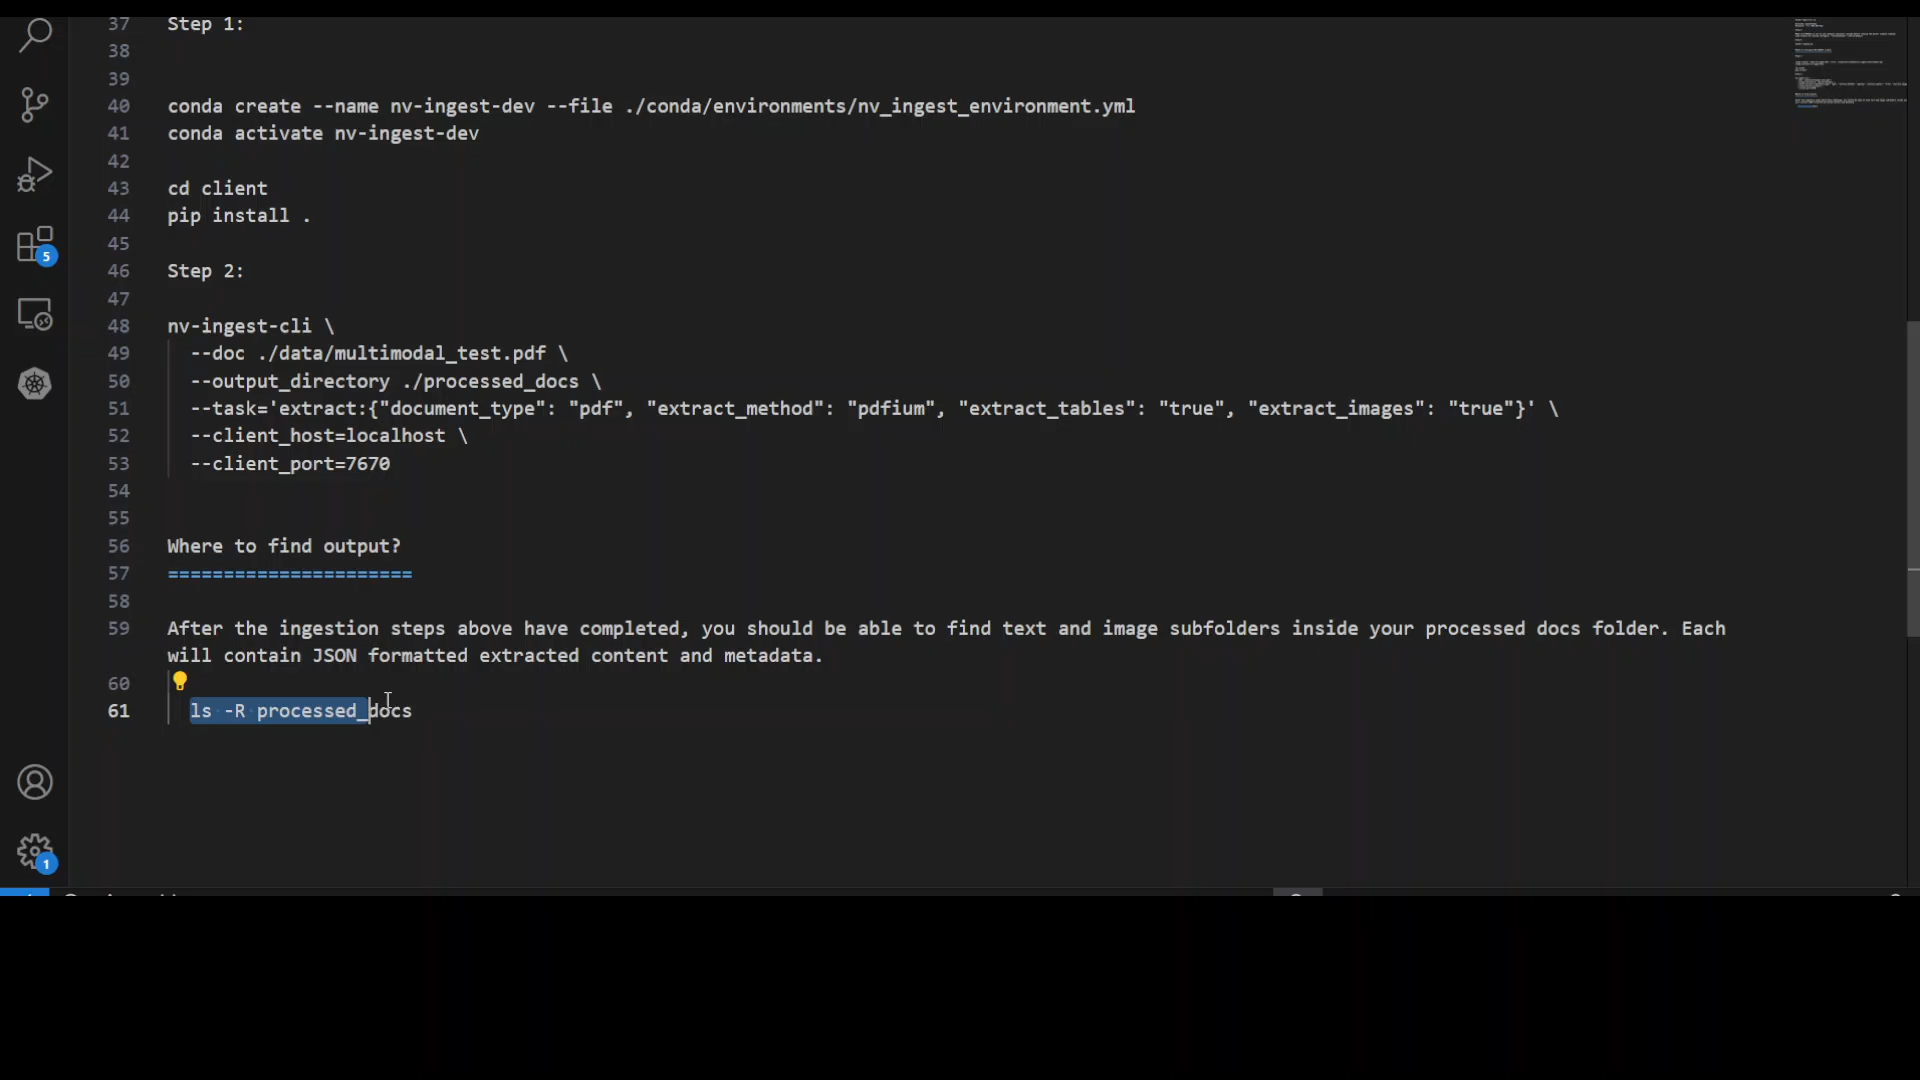 37 Step 1:
38
39
40 conda create --name nv-ingest-dev --file ./conda/environments/nv_ingest_environment.yml
41 conda activate nv-ingest-dev
42
43 cd client
44 pip install .
45
46 Step 2:
47
48 nv-ingest-cli \
49 --doc ./data/multimodal_test.pdf \
50 --output_directory ./processed_docs \
51 --task='extract:{"document_type": "pdf", "extract_method": "pdfium", "extract_tables": "true", "extract_images": "true"}' \
52 --client_host=localhost \
53 --client_port=7670
54
55
56 Where to find output?
57 ======================
58
59 After the ingestion steps above have completed, you should be able to find text and image subfolders inside your processed docs folder. Each
will contain JSON formatted extracted content and metadata.
60
61 ls -R processed_docs
5
1